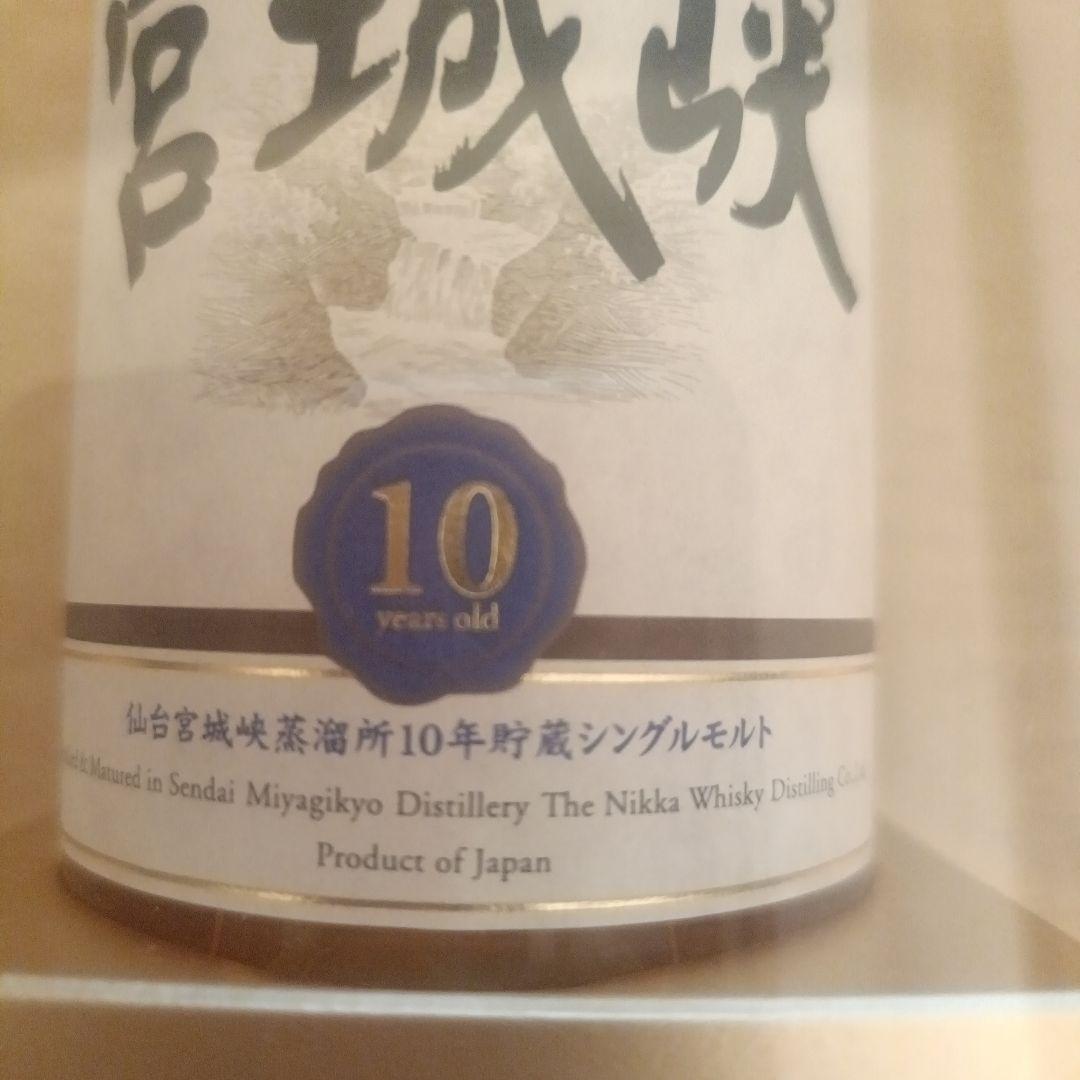 宮城峡
10
years old
仙台宮城峡蒸溜所10年貯蔵シングルモルト
& Matured in Sendai Miyagikyo Distillery The Nikka Whisky Distilling Co.,
Product of Japan